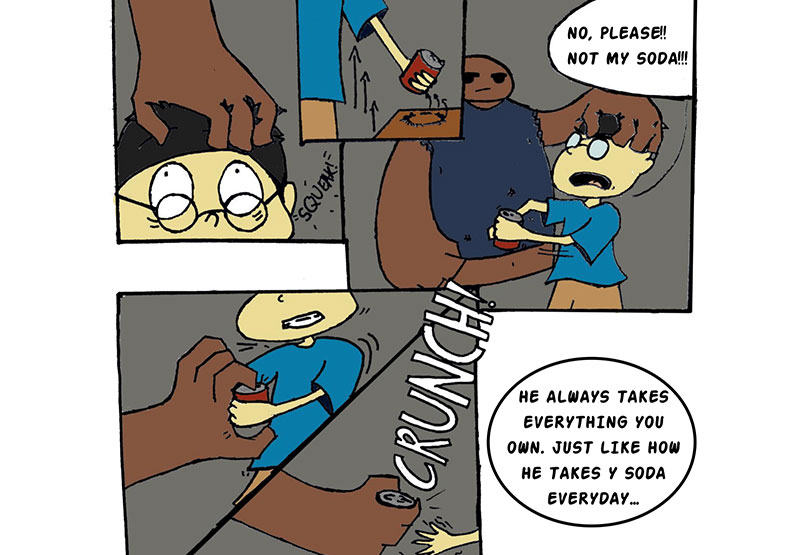 NO, PLEASE!!
NOT MY SODA!!!
SQUEAK!
CRUNCH!
HE ALWAYS TAKES
EVERYTHING YOU
OWN. JUST LIKE HOW
HE TAKES Y SODA
EVERYDAY...